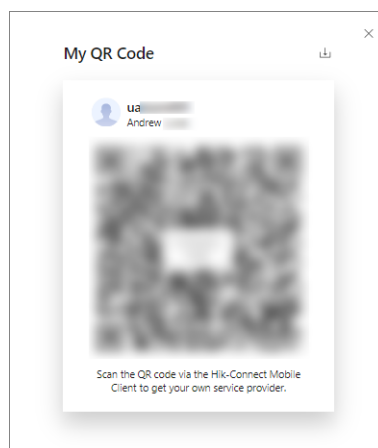 My QR Code
ua
Andrew
Scan the QR code via the Hik-Connect Mobile
Client to get your own service provider.